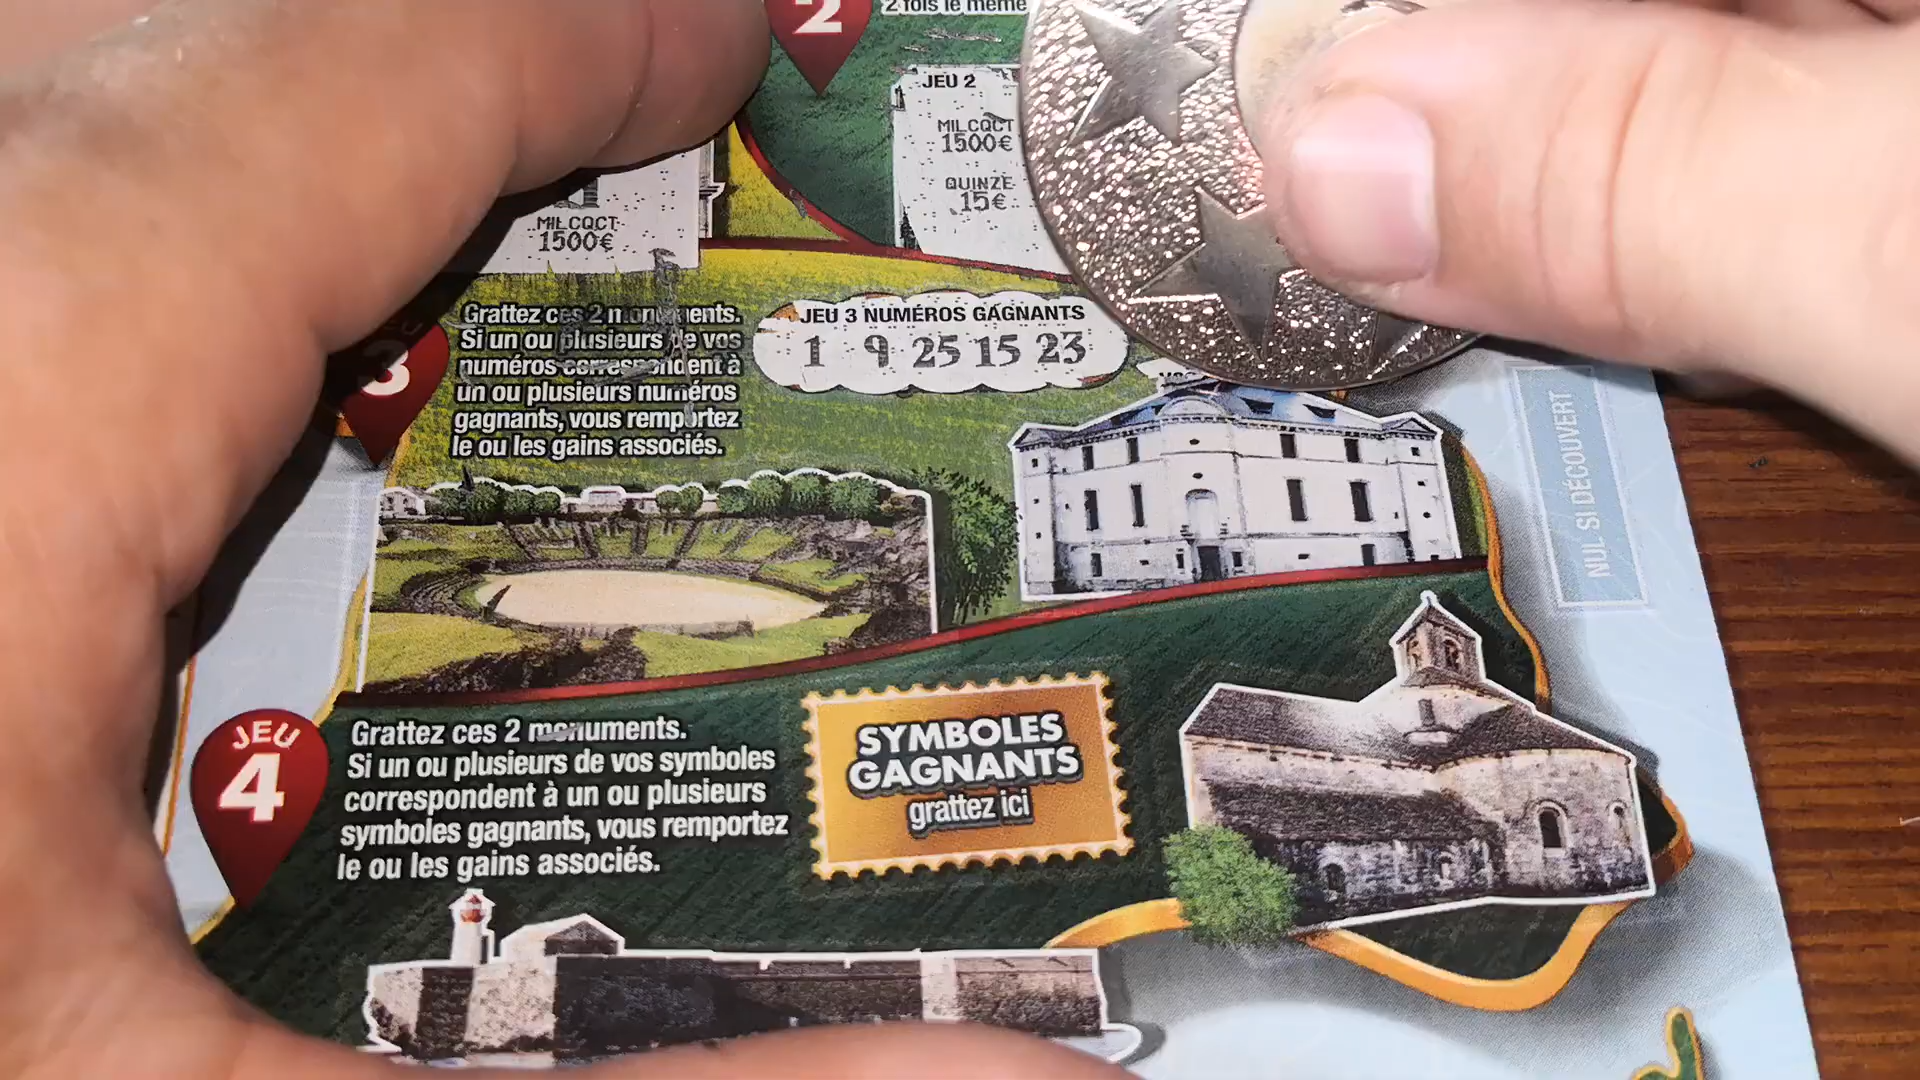 2
2 fois le même
JEU 2
MILCQCT
1500€
QUINZE
15€
MILCQCT
1500€
3
Grattez ces 2 monuments.
Si un ou plusieurs de vos
numéros correspondent à
un ou plusieurs numéros
gagnants, vous remportez
le ou les gains associés.
JEU 3 NUMÉROS GAGNANTS
1 9 25 15 23
NUL SI DÉCOUVERT
JEU
4
Grattez ces 2 monuments.
Si un ou plusieurs de vos symboles
correspondent à un ou plusieurs
symboles gagnants, vous remportez
le ou les gains associés.
SYMBOLES
GAGNANTS
grattez ici